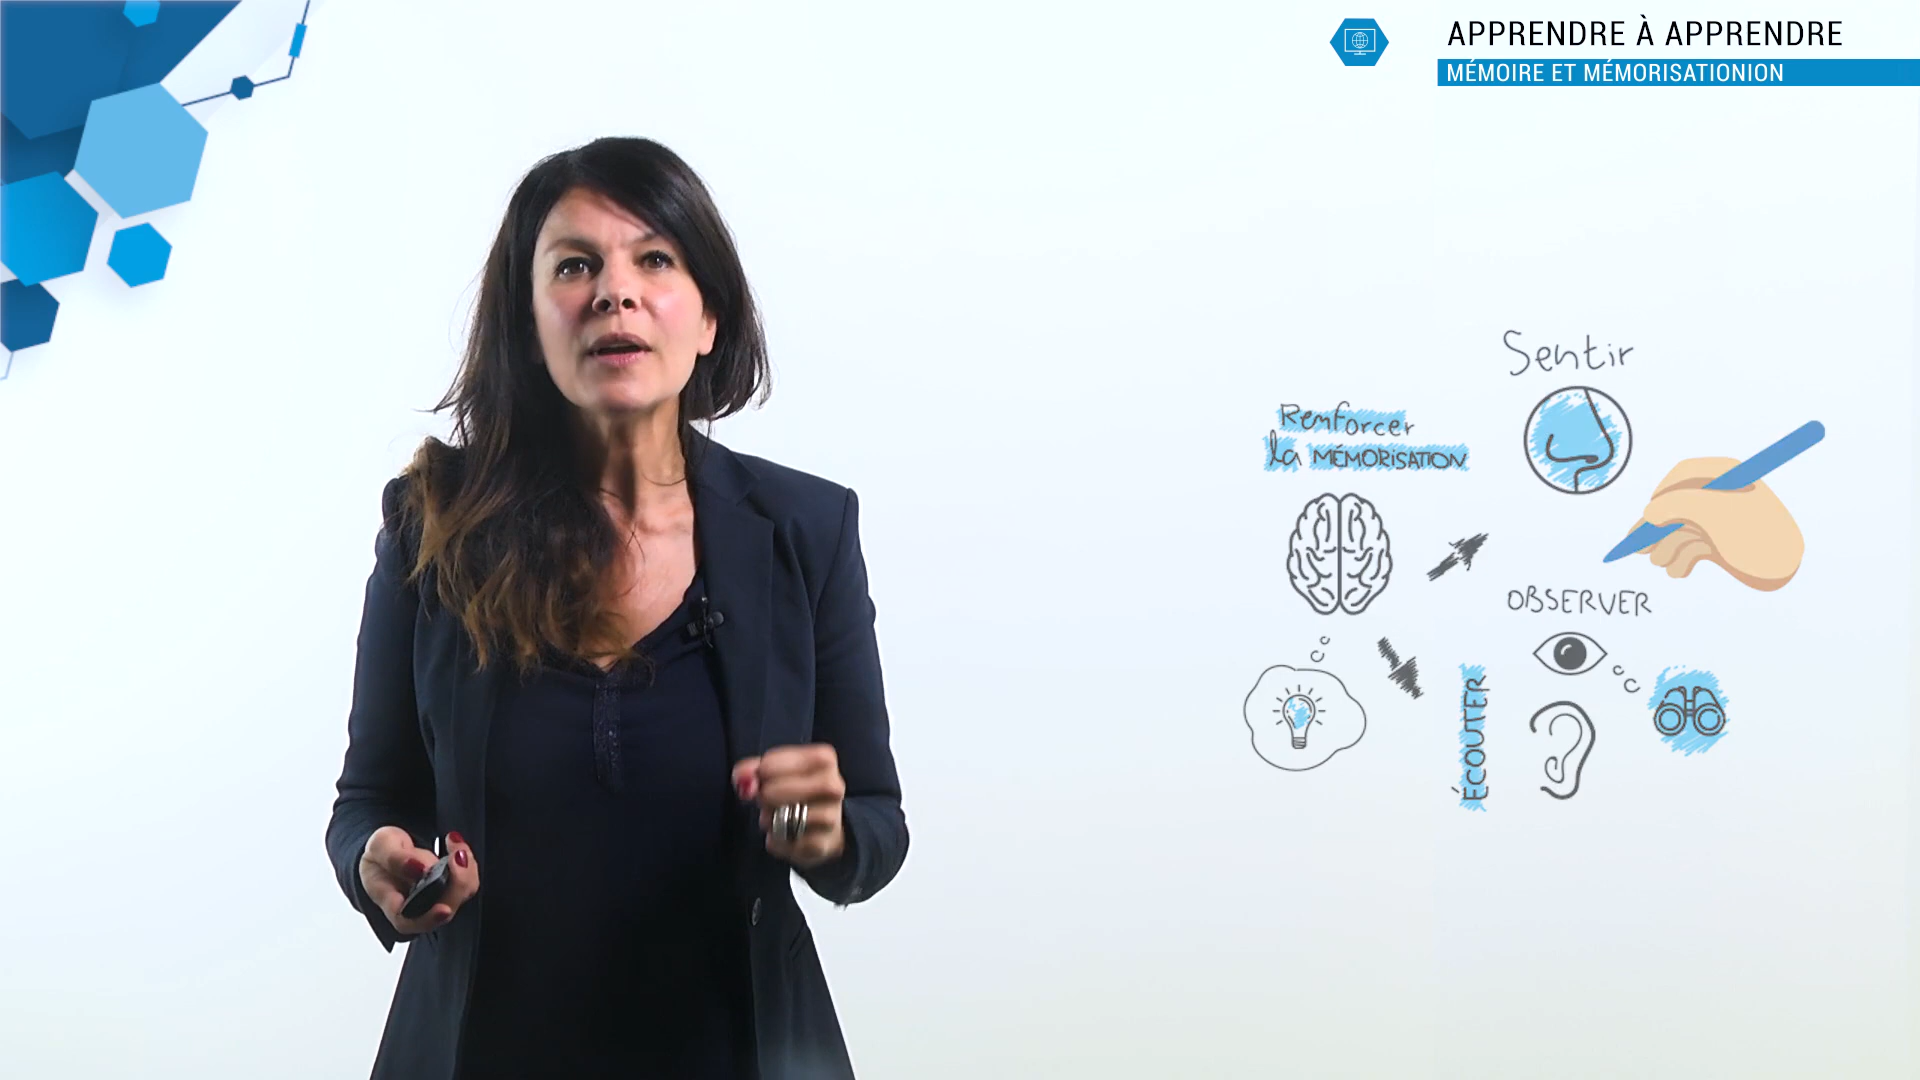 APPRENDRE À APPRENDRE
MÉMOIRE ET MÉMORISATIONION
Sentir
Renforcer
la MÉMORISATION
OBSERVER
ÉCOUTER